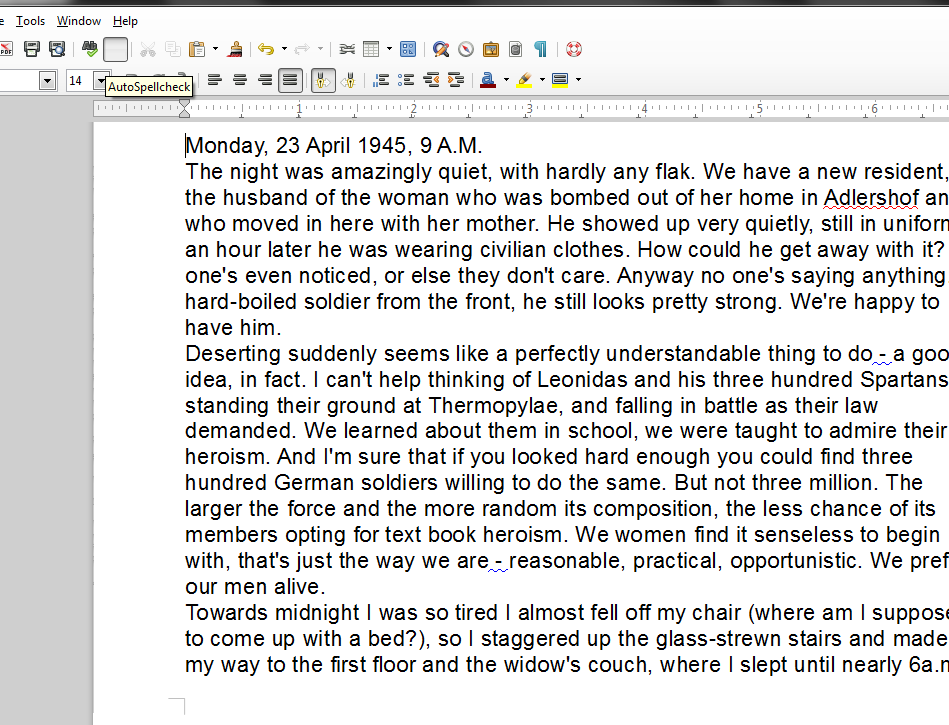 e Tools Window Help
PDF
14
AutoSpellcheck
1 2 3 4 5 6
Monday, 23 April 1945, 9 A.M.
The night was amazingly quiet, with hardly any flak. We have a new resident,
the husband of the woman who was bombed out of her home in Adlershof an
who moved in here with her mother. He showed up very quietly, still in uniform
an hour later he was wearing civilian clothes. How could he get away with it?
one's even noticed, or else they don't care. Anyway no one's saying anything
hard-boiled soldier from the front, he still looks pretty strong. We're happy to
have him.
Deserting suddenly seems like a perfectly understandable thing to do - a goo
idea, in fact. I can't help thinking of Leonidas and his three hundred Spartans
standing their ground at Thermopylae, and falling in battle as their law
demanded. We learned about them in school, we were taught to admire their
heroism. And I'm sure that if you looked hard enough you could find three
hundred German soldiers willing to do the same. But not three million. The
larger the force and the more random its composition, the less chance of its
members opting for text book heroism. We women find it senseless to begin
with, that's just the way we are - reasonable, practical, opportunistic. We pref
our men alive.
Towards midnight I was so tired I almost fell off my chair (where am I suppose
to come up with a bed?), so I staggered up the glass-strewn stairs and made
my way to the first floor and the widow's couch, where I slept until nearly 6a.m